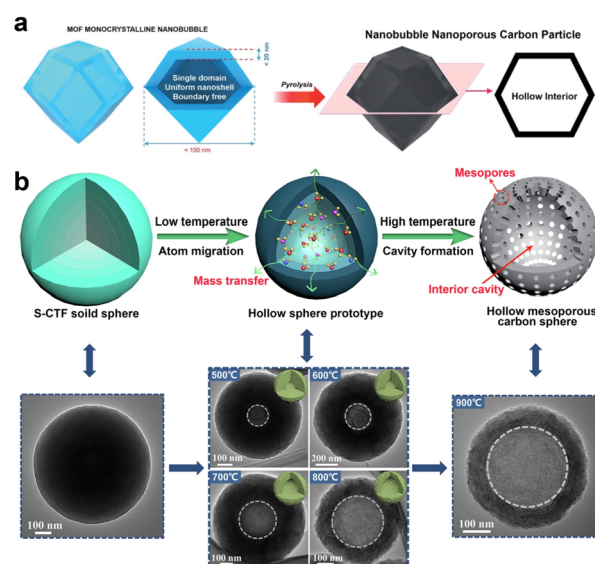 a
MOF MONOCRYSTALLINE NANOBUBBLE
< 20 nm
Single domain
Uniform nanoshell
Boundary free
< 100 nm
Pyrolysis
Nanobubble Nanoporous Carbon Particle
Hollow Interior
b
Low temperature
Atom migration
Mass transfer
High temperature
Cavity formation
Mesopores
Interior cavity
S-CTF soild sphere
Hollow sphere prototype
Hollow mesoporous
carbon sphere
100 nm
500℃
100 nm
600℃
200 nm
700℃
100 nm
800℃
100 nm
900℃
100 nm